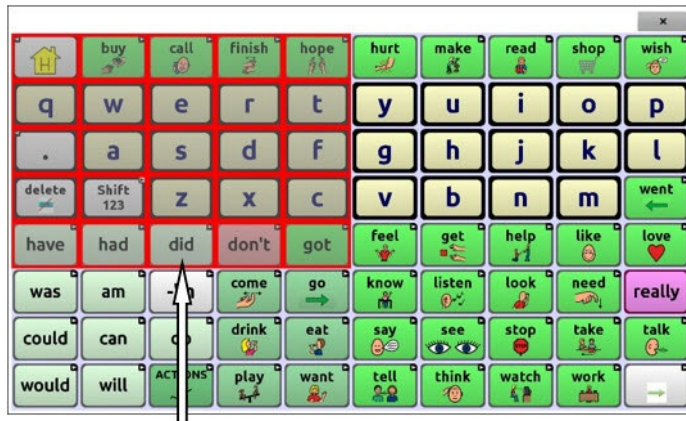 ×
buy call finish hope hurt make read shop wish
q w e r t y u i o p
. a s d f g h j k l
delete Shift 123 z x c v b n m went
have had did don't got feel get help like love
was am come go know listen look need really
could can drink eat say see stop take talk
would will play want tell think watch work